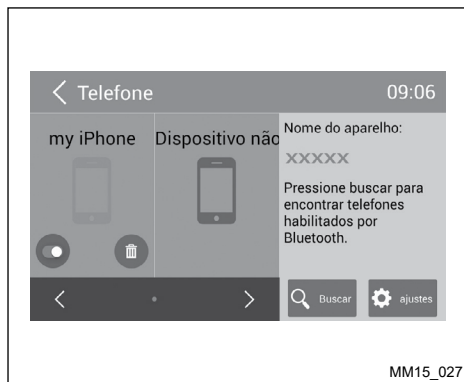 Telefone
09:06
my iPhone
Dispositivo não
Nome do aparelho:
XXXXX
Pressione buscar para
encontrar telefones
habilitados por
Bluetooth.
Buscar
ajustes
MM15_027